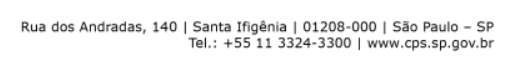 Rua dos Andradas, 140 | Santa Ifigênia | 01208-000 | São Paulo – SP
Tel.: +55 11 3324-3300 | www.cps.sp.gov.br